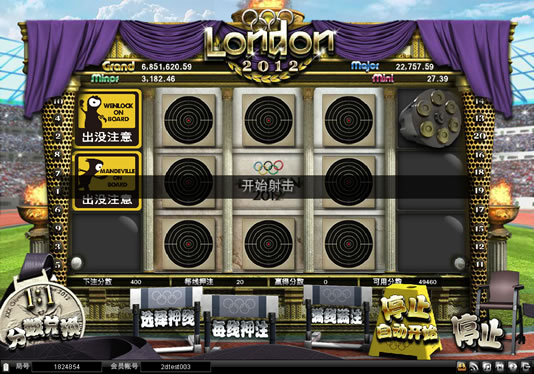 London
2012
Grand 6,851,620.59
Major 22,757.59
Minor 3,182.46
Mini 27.39
WENLOCK
ON
BOARD
出没注意
MANDEVILLE
ON
BOARD
出没注意
开始射击
2012
下注分数 400 每线押注 20 赢得分数 0 可用分数 49460
1:1
分数兑换
选择押线
每线押注
满线满注
停止
自动开始
停止
局号 1824854 会员帐号 2dtest003